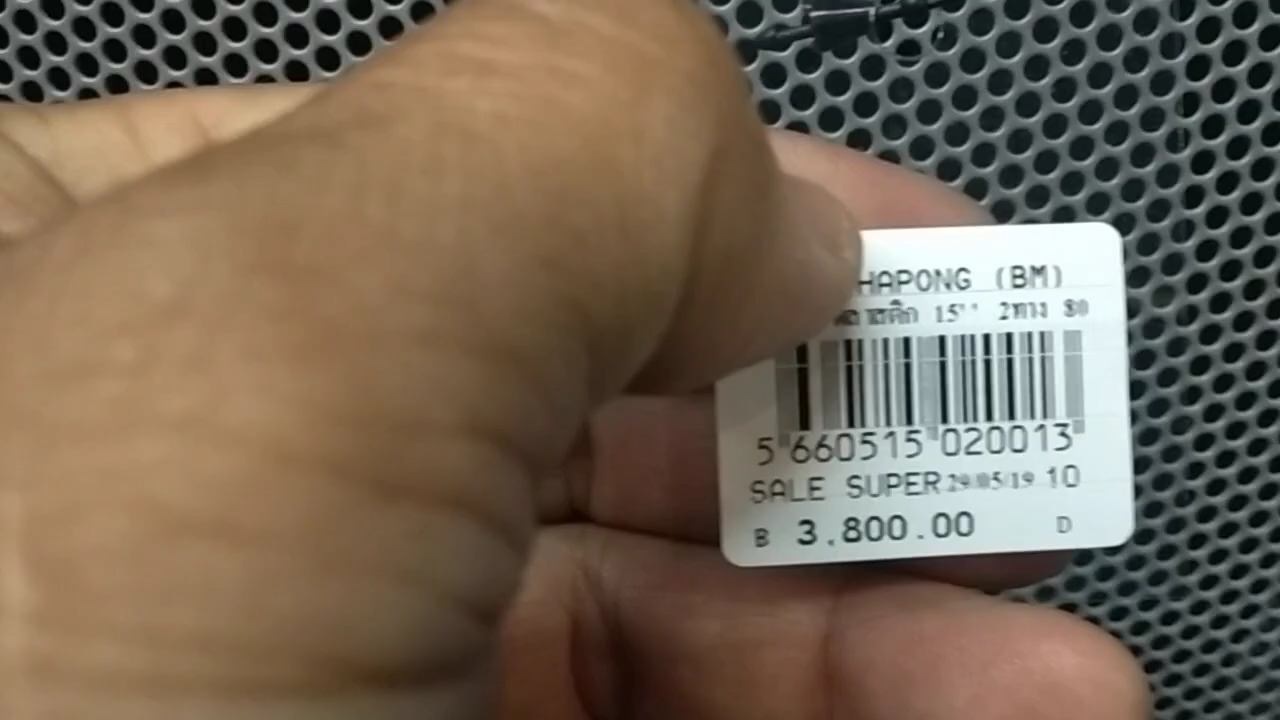 HAPONG (BM)
15'' 2ทาง 80
5 660515 020013
SALE SUPER 29/05/19 10
B 3,800.00 D